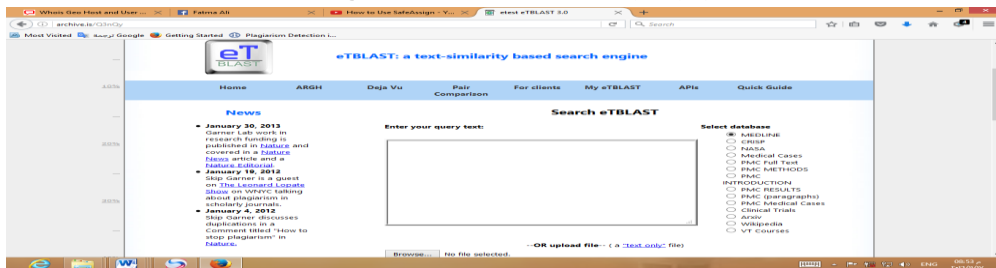 Whois Geo Host and User ... ×
Fatma Ali ×
How to Use SafeAssign - Y... ×
etest eTBLAST 3.0 ×
+
archive.is/Q3nQy
Search
Most Visited
Google ترجمة
Getting Started
Plagiarism Detection i...
eT
BLAST
eTBLAST: a text-similarity based search engine
Home ARGH Deja Vu Pair Comparison For clients My eTBLAST APIs Quick Guide
News
January 30, 2013
Garner Lab work in
research funding is
published in Nature and
covered in a Nature
News article and a
Nature Editorial.
January 19, 2012
Skip Garner is a guest
on The Leonard Lopate
Show on WNYC talking
about plagiarism in
scholarly journals.
January 4, 2012
Skip Garner discusses
duplications in a
Comment titled "How to
stop plagiarism" in
Nature.
Search eTBLAST
Enter your query text:
--OR upload file-- ( a "text only" file)
Browse... No file selected.
Select database
MEDLINE
CRISP
NASA
Medical Cases
PMC Full Text
PMC METHODS
PMC
INTRODUCTION
PMC RESULTS
PMC (paragraphs)
PMC Medical Cases
Clinical Trials
Arxiv
Wikipedia
VT Courses
ENG
08:53 م